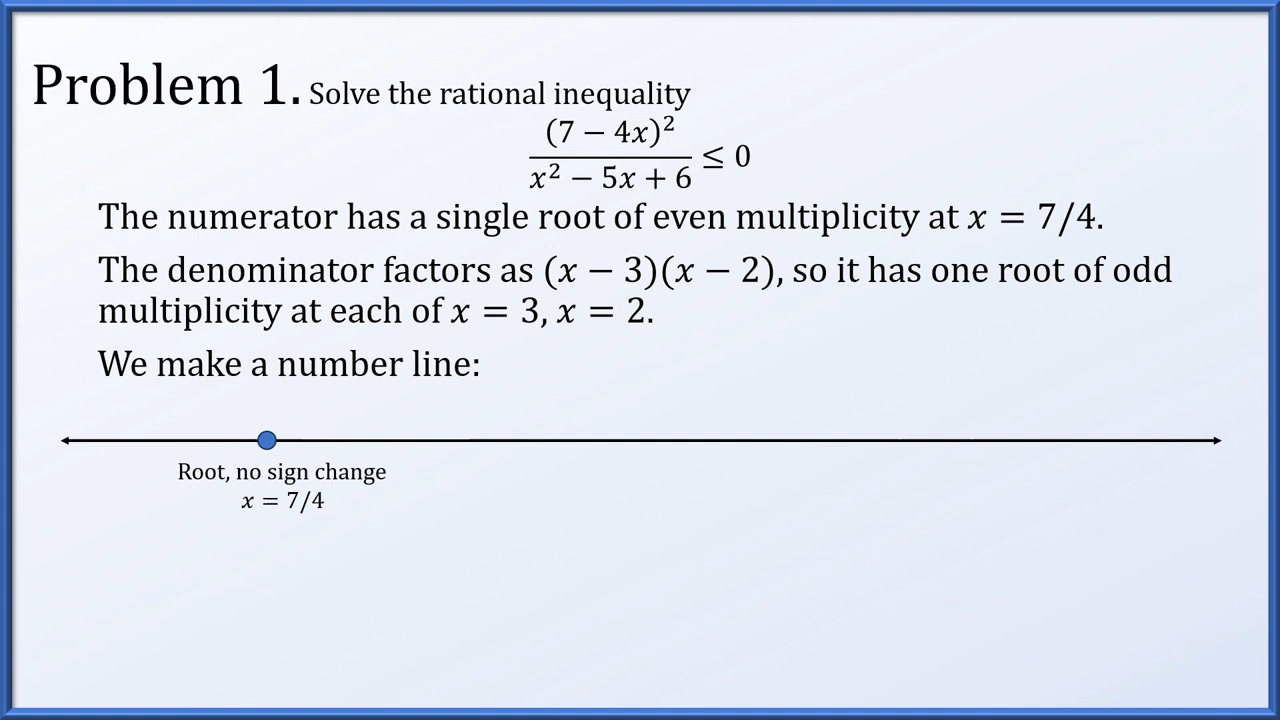 Problem 1. Solve the rational inequality
(7 − 4x)²
x² − 5x + 6
≤ 0
The numerator has a single root of even multiplicity at x = 7/4.
The denominator factors as (x − 3)(x − 2), so it has one root of odd
multiplicity at each of x = 3, x = 2.
We make a number line:
Root, no sign change
x = 7/4